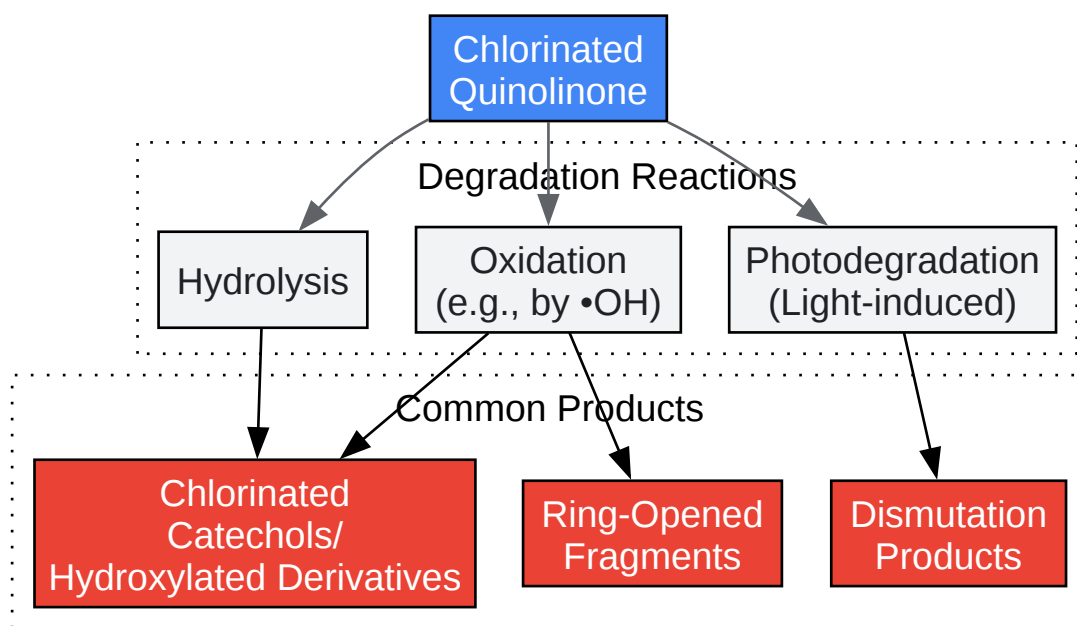 Chlorinated
Quinolinone
Degradation Reactions
Hydrolysis
Oxidation
(e.g., by •OH)
Photodegradation
(Light-induced)
Common Products
Chlorinated
Catechols/
Hydroxylated Derivatives
Ring-Opened
Fragments
Dismutation
Products